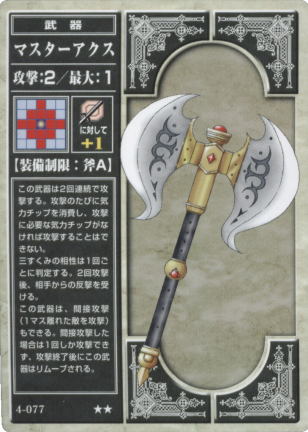 武器
マスターアクス
攻撃:2/最大:1
に対して
+1
【装備制限:斧A】
この武器は2回連続で攻
撃する。攻撃のたびに気
力チップを消費し、攻撃
に必要な気力チップがな
ければ攻撃することはで
きない。
三すくみの相性は1回ご
とに判定する。2回攻撃
後、相手からの反撃を受
ける。
この武器は、間接攻撃
(1マス離れた敵を攻撃)
もできる。間接攻撃した
場合は1回しか攻撃でき
ず、攻撃終了後にこの武
器はリムーブされる。
4-077
★★